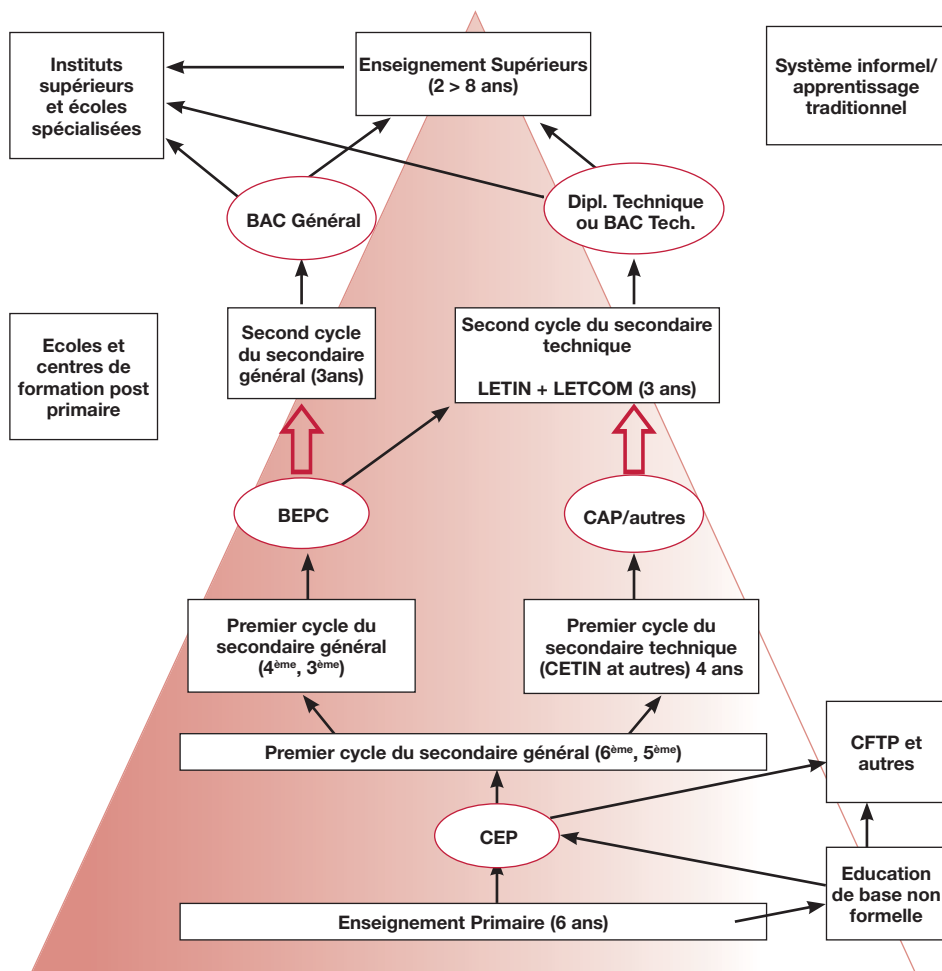 Instituts
supérieurs
et écoles
spécialisées
Enseignement Supérieurs
(2 > 8 ans)
Système informel/
apprentissage
traditionnel
BAC Général
Dipl. Technique
ou BAC Tech.
Ecoles et
centres de
formation post
primaire
Second cycle
du secondaire
général (3ans)
Second cycle du secondaire
technique
LETIN + LETCOM (3 ans)
BEPC
CAP/autres
Premier cycle du
secondaire général
(4ème, 3ème)
Premier cycle du
secondaire technique
(CETIN at autres) 4 ans
Premier cycle du secondaire général (6ème, 5ème)
CFTP et
autres
CEP
Education
de base non
formelle
Enseignement Primaire (6 ans)